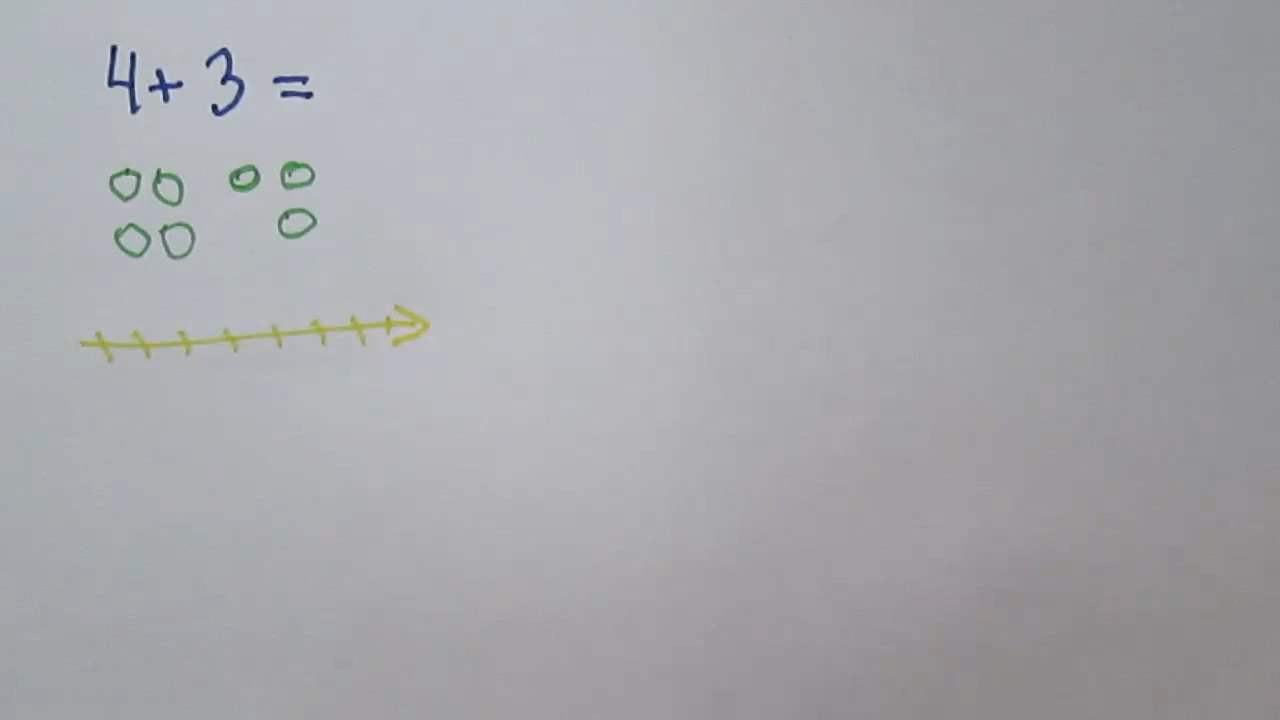 4 + 3 =